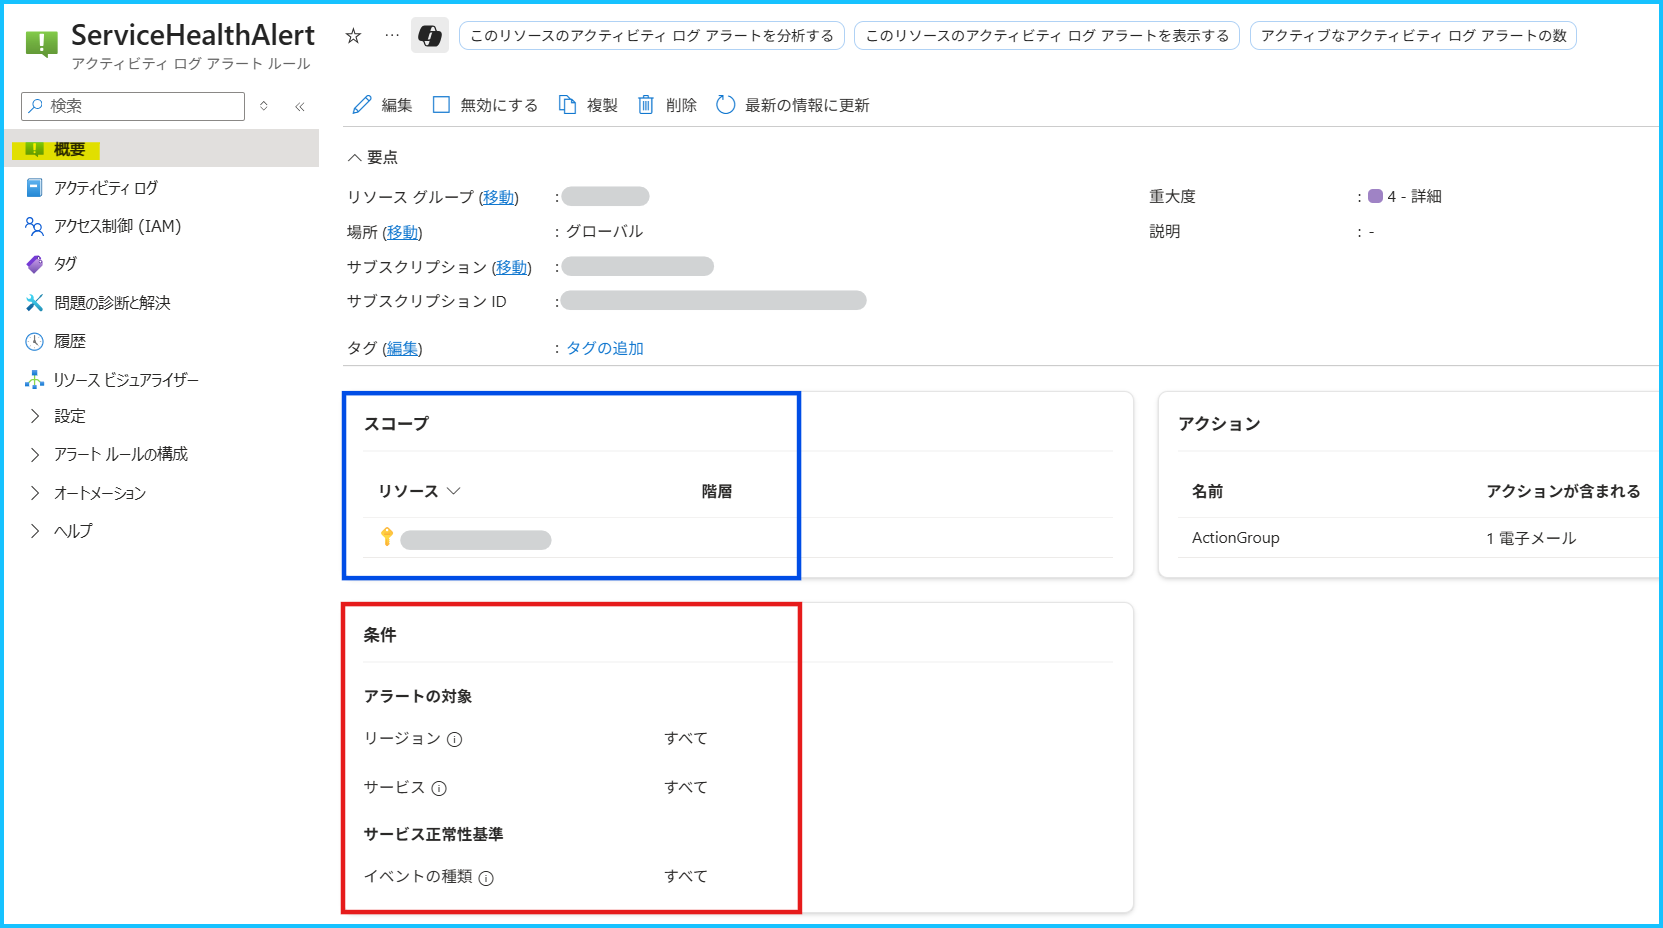 ServiceHealthAlert
アクティビティ ログ アラート ルール
このリソースのアクティビティ ログ アラートを分析する
このリソースのアクティビティ ログ アラートを表示する
アクティブなアクティビティ ログ アラートの数
検索
編集
無効にする
複製
削除
最新の情報に更新
概要
アクティビティ ログ
アクセス制御 (IAM)
タグ
問題の診断と解決
履歴
リソース ビジュアライザー
設定
アラート ルールの構成
オートメーション
ヘルプ
要点
リソース グループ (移動) :
場所 (移動) : グローバル
サブスクリプション (移動) :
サブスクリプション ID :
タグ (編集) : タグの追加
重大度 : 4 - 詳細
説明 : -
スコープ
リソース 階層
アクション
名前 アクションが含まれる
ActionGroup 1 電子メール
条件
アラートの対象
リージョン すべて
サービス すべて
サービス正常性基準
イベントの種類 すべて